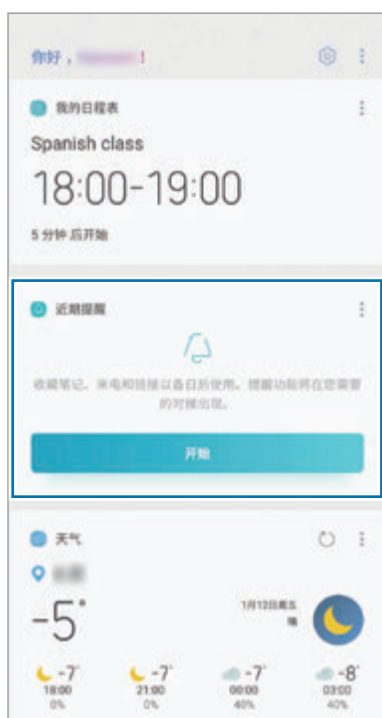 你好， !
我的日程表
Spanish class
18:00-19:00
5 分钟 后开始
近期提醒
收藏笔记、来电和链接以备日后使用。提醒功能将在您需要
的时候出现。
开始
天气
-5°
1月12日周五
晴
-7° -7° -7° -8°
18:00 21:00 00:00 03:00
0% 0% 40% 40%